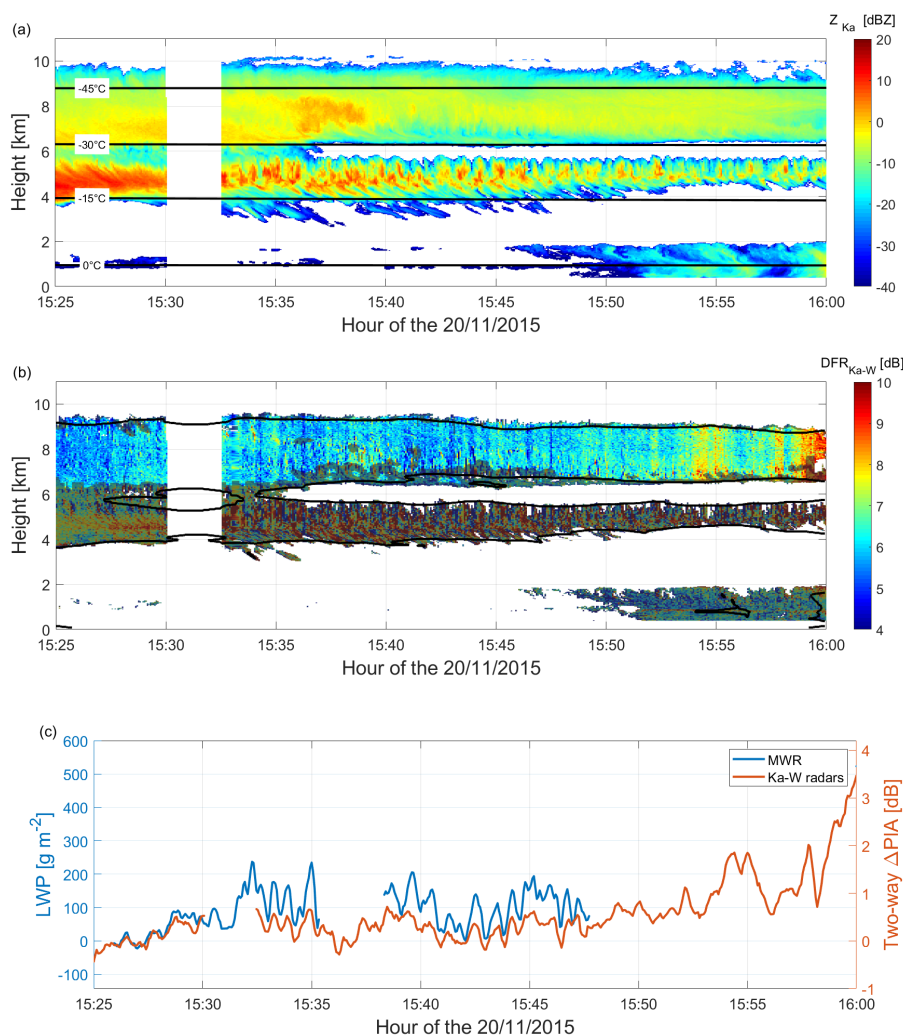 (a)
Z Ka [dBZ]
10
8
6
4
2
0
Height [km]
-45°C
-30°C
-15°C
0°C
20
10
0
-10
-20
-30
-40
15:25 15:30 15:35 15:40 15:45 15:50 15:55 16:00
Hour of the 20/11/2015
(b)
DFR Ka-W [dB]
10
8
6
4
2
0
Height [km]
10
9
8
7
6
5
4
15:25 15:30 15:35 15:40 15:45 15:50 15:55 16:00
Hour of the 20/11/2015
(c)
600
500
400
300
200
100
0
-100
LWP [g m-2]
MWR
Ka-W radars
4
3
2
1
0
-1
Two-way ΔPIA [dB]
15:25 15:30 15:35 15:40 15:45 15:50 15:55 16:00
Hour of the 20/11/2015